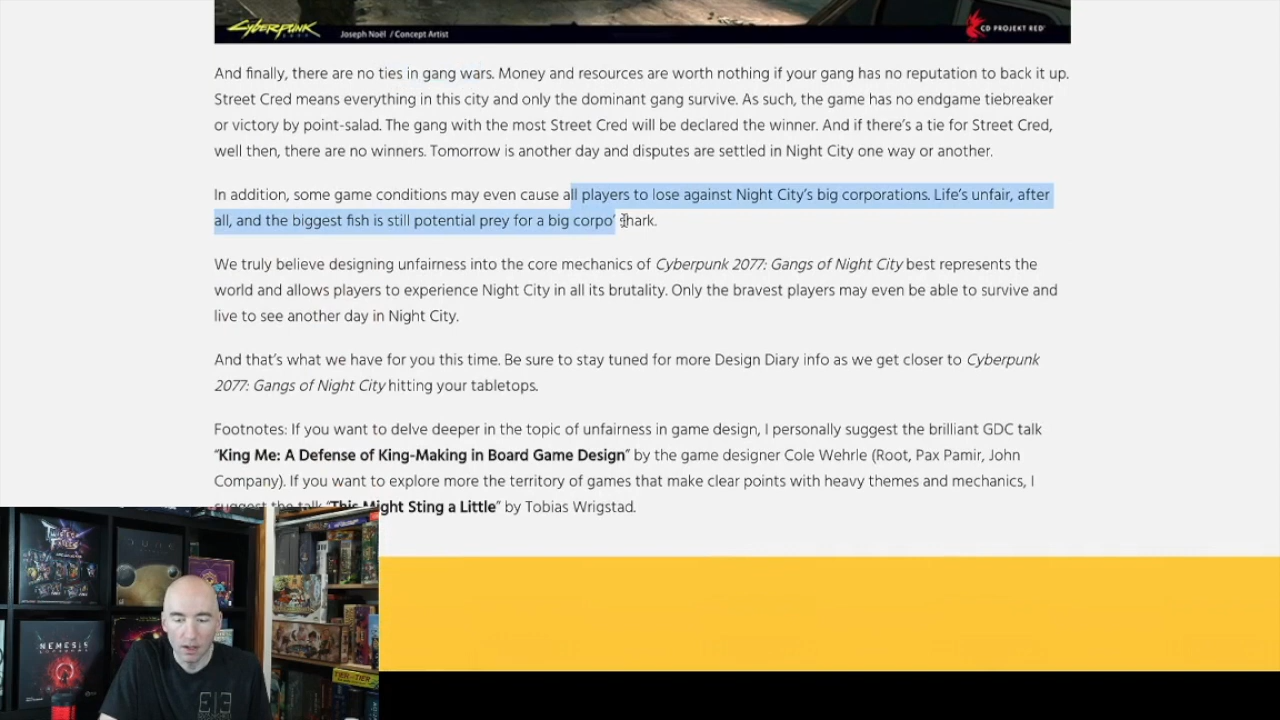 CYBERPUNK
Joseph Noël / Concept Artist
CD PROJEKT RED
And finally, there are no ties in gang wars. Money and resources are worth nothing if your gang has no reputation to back it up.
Street Cred means everything in this city and only the dominant gang survive. As such, the game has no endgame tiebreaker
or victory by point-salad. The gang with the most Street Cred will be declared the winner. And if there's a tie for Street Cred,
well then, there are no winners. Tomorrow is another day and disputes are settled in Night City one way or another.
In addition, some game conditions may even cause all players to lose against Night City's big corporations. Life's unfair, after
all, and the biggest fish is still potential prey for a big corpo' shark.
We truly believe designing unfairness into the core mechanics of Cyberpunk 2077: Gangs of Night City best represents the
world and allows players to experience Night City in all its brutality. Only the bravest players may even be able to survive and
live to see another day in Night City.
And that's what we have for you this time. Be sure to stay tuned for more Design Diary info as we get closer to Cyberpunk
2077: Gangs of Night City hitting your tabletops.
Footnotes: If you want to delve deeper in the topic of unfairness in game design, I personally suggest the brilliant GDC talk
"King Me: A Defense of King-Making in Board Game Design" by the game designer Cole Wehrle (Root, Pax Pamir, John
Company). If you want to explore more the territory of games that make clear points with heavy themes and mechanics, I
suggest the talk "This Might Sting a Little" by Tobias Wrigstad.
DUNE
NEMESIS